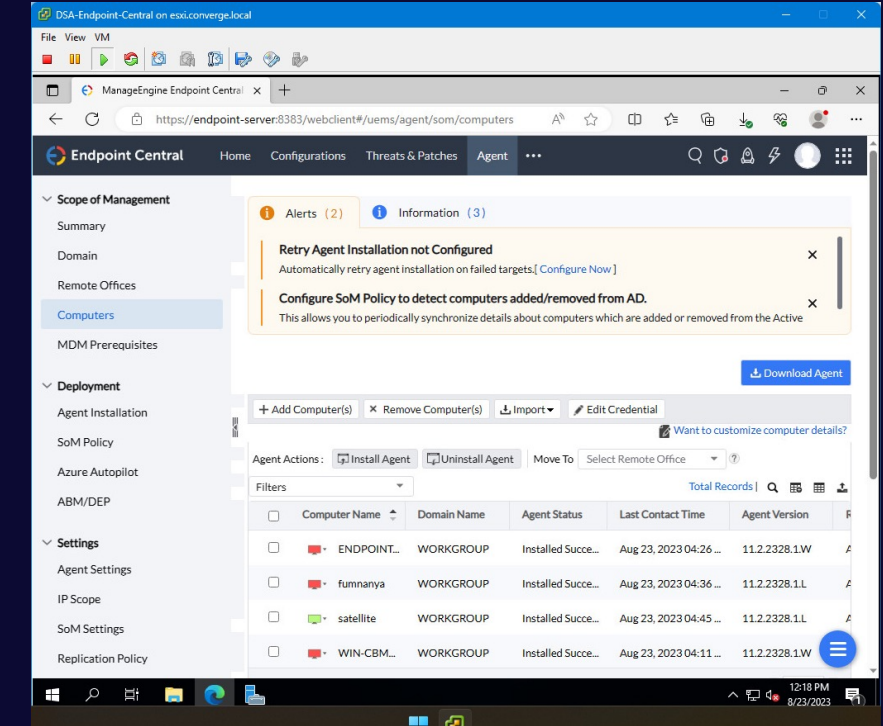 DSA-Endpoint-Central on esxi.converge.local
File View VM
ManageEngine Endpoint Central
https://endpoint-server:8383/webclient#/uems/agent/som/computers
Endpoint Central
Home
Configurations
Threats & Patches
Agent
Scope of Management
Summary
Domain
Remote Offices
Computers
MDM Prerequisites
Deployment
Agent Installation
SoM Policy
Azure Autopilot
ABM/DEP
Settings
Agent Settings
IP Scope
SoM Settings
Replication Policy
Alerts (2)
Information (3)
Retry Agent Installation not Configured
Automatically retry agent installation on failed targets.[ Configure Now ]
Configure SoM Policy to detect computers added/removed from AD.
This allows you to periodically synchronize details about computers which are added or removed from the Active
Download Agent
+ Add Computer(s)
× Remove Computer(s)
Import
Edit Credential
Want to customize computer details?
Agent Actions :
Install Agent
Uninstall Agent
Move To
Select Remote Office
?
Filters
Total Records |
Computer Name Domain Name Agent Status Last Contact Time Agent Version
ENDPOINT... WORKGROUP Installed Succe... Aug 23, 2023 04:26 ... 11.2.2328.1.W
fumnanya WORKGROUP Installed Succe... Aug 23, 2023 04:36 ... 11.2.2328.1.L
satellite WORKGROUP Installed Succe... Aug 23, 2023 04:45 ... 11.2.2328.1.L
WIN-CBM... WORKGROUP Installed Succe... Aug 23, 2023 04:11 ... 11.2.2328.1.W
12:18 PM
8/23/2023